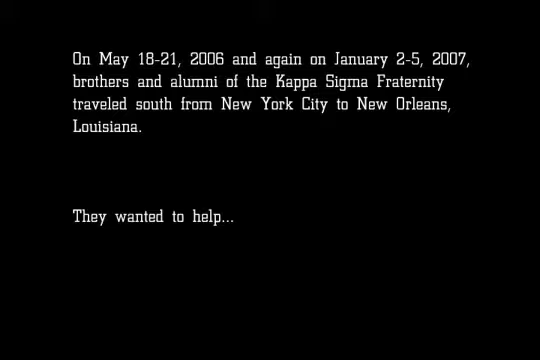 On May 18-21, 2006 and again on January 2-5, 2007,
brothers and alumni of the Kappa Sigma Fraternity
traveled south from New York City to New Orleans,
Louisiana.
They wanted to help...